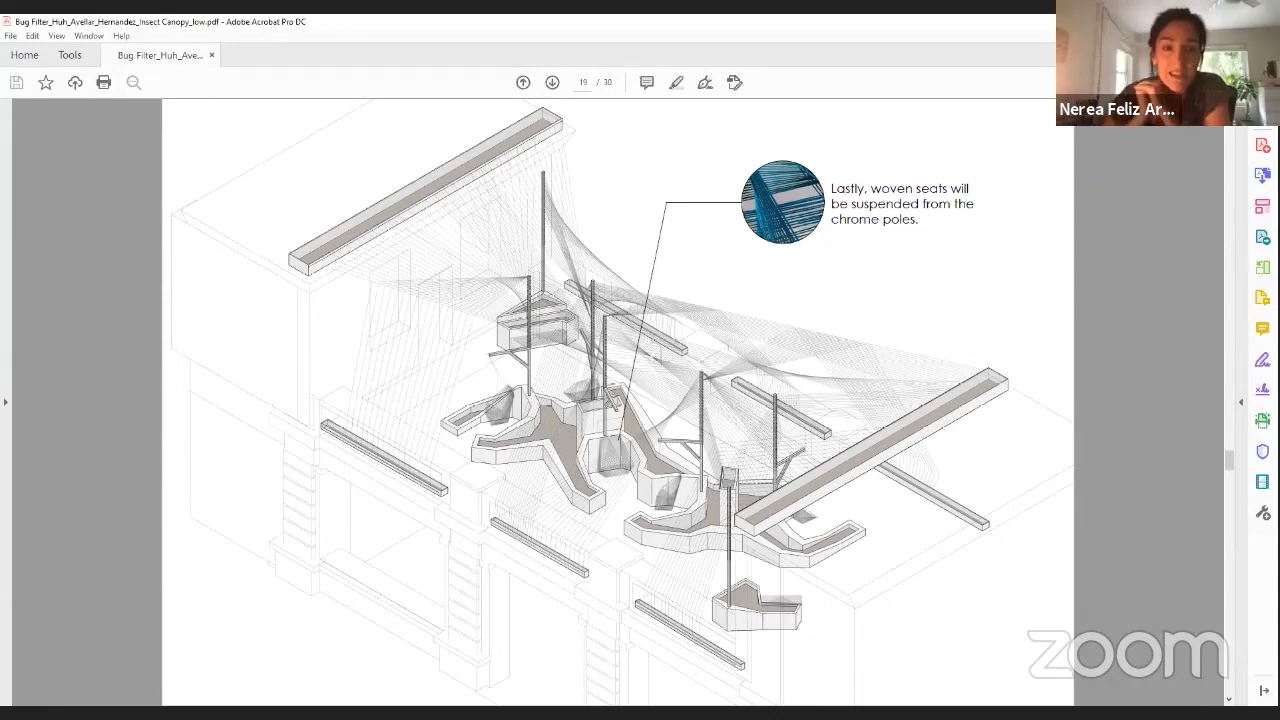 Bug Filter_Huh_Avellar_Hernandez_Insect Canopy_low.pdf - Adobe Acrobat Pro DC
File Edit View Window Help
Home Tools Bug Filter_Huh_Ave... ×
19 / 30
Nerea Feliz Ar...
Lastly, woven seats will
be suspended from the
chrome poles.
zoom